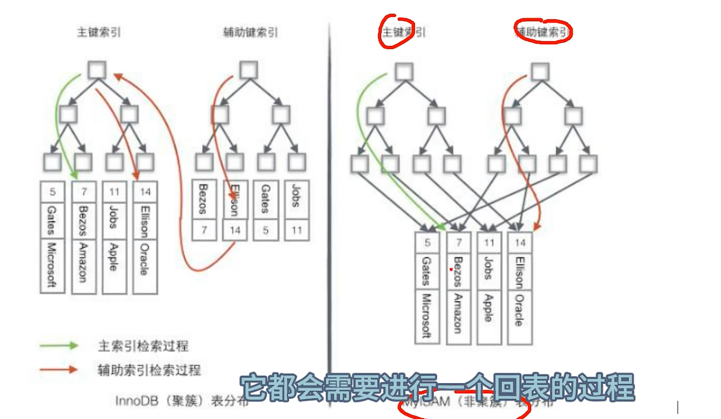 主键索引
辅助键索引
主键索引
辅助键索引
5
Gates
Microsoft
7
Bezos
Amazon
11
Jobs
Apple
14
Ellison
Oracle
Bezos
7
Ellison
14
Gates
5
Jobs
11
5
Gates
Microsoft
7
Bezos
Amazon
11
Jobs
Apple
14
Ellison
Oracle
主索引检索过程
辅助索引检索过程
它都会需要进行一个回表的过程
InnoDB（聚簇）表分布
MyISAM（非聚簇）表分布